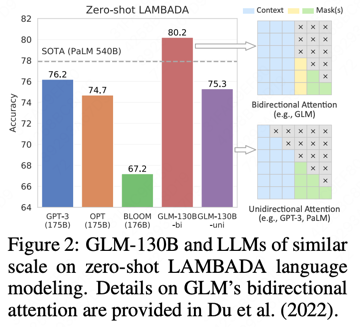 Zero-shot LAMBADA
Context Mask(s)
82
80
78
76
74
72
70
68
66
64
Accuracy
SOTA (PaLM 540B)
76.2
74.7
67.2
80.2
75.3
GPT-3
(175B)
OPT
(175B)
BLOOM
(176B)
GLM-130B
-bi
GLM-130B
-uni
Bidirectional Attention
(e.g., GLM)
Unidirectional Attention
(e.g., GPT-3, PaLM)
Figure 2: GLM-130B and LLMs of similar
scale on zero-shot LAMBADA language
modeling. Details on GLM's bidirectional
attention are provided in Du et al. (2022).